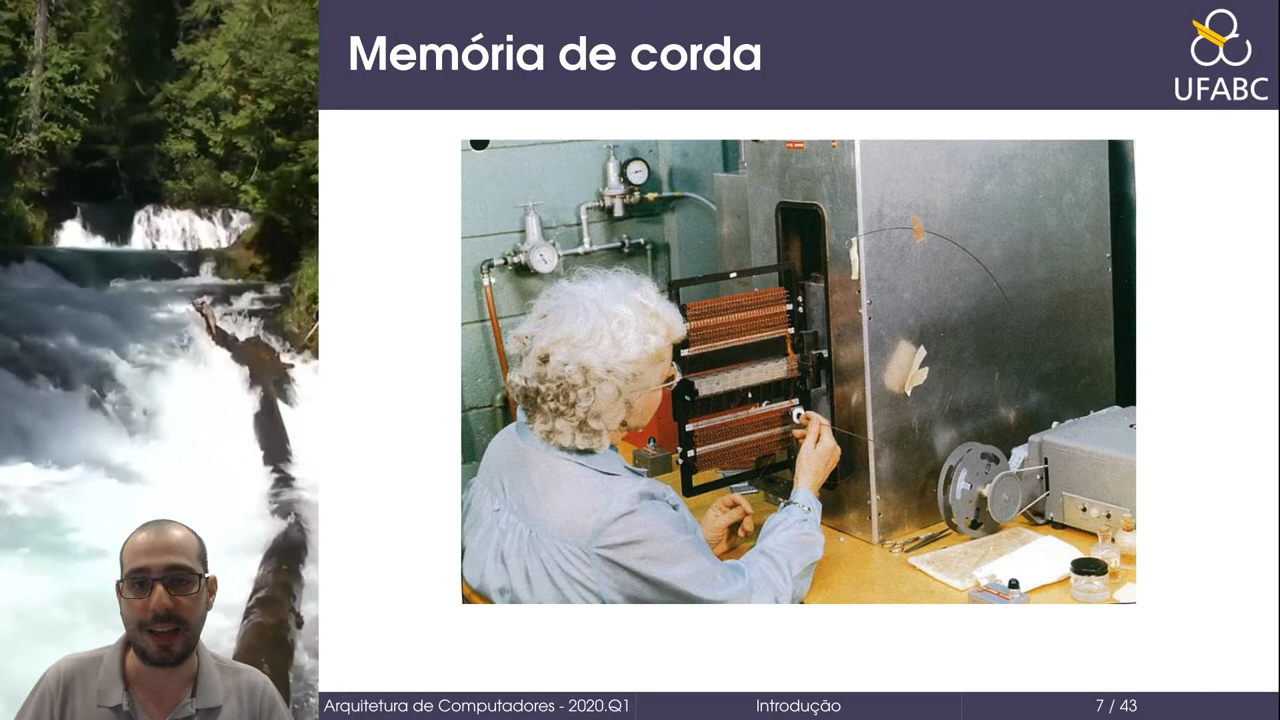 Memória de corda
UFABC
Arquitetura de Computadores - 2020.Q1
Introdução
7 / 43